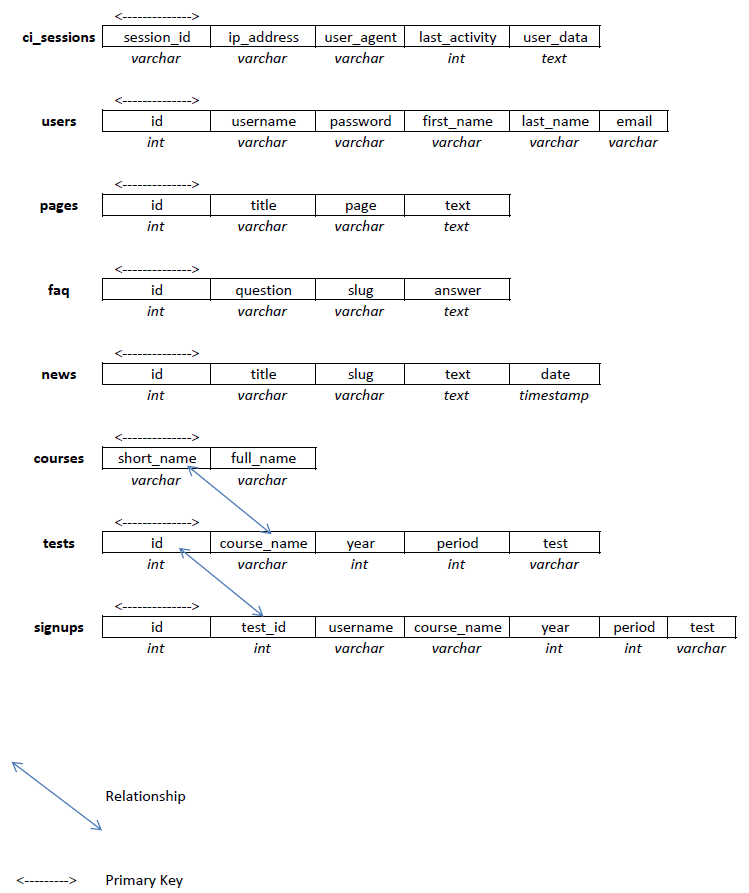 <-------------->
ci_sessions session_id ip_address user_agent last_activity user_data
varchar varchar varchar int text
<-------------->
users id username password first_name last_name email
int varchar varchar varchar varchar varchar
<-------------->
pages id title page text
int varchar varchar text
<-------------->
faq id question slug answer
int varchar varchar text
<-------------->
news id title slug text date
int varchar varchar text timestamp
<-------------->
courses short_name full_name
varchar varchar
<-------------->
tests id course_name year period test
int varchar int int varchar
<-------------->
signups id test_id username course_name year period test
int int varchar varchar int int varchar
Relationship
<---------> Primary Key